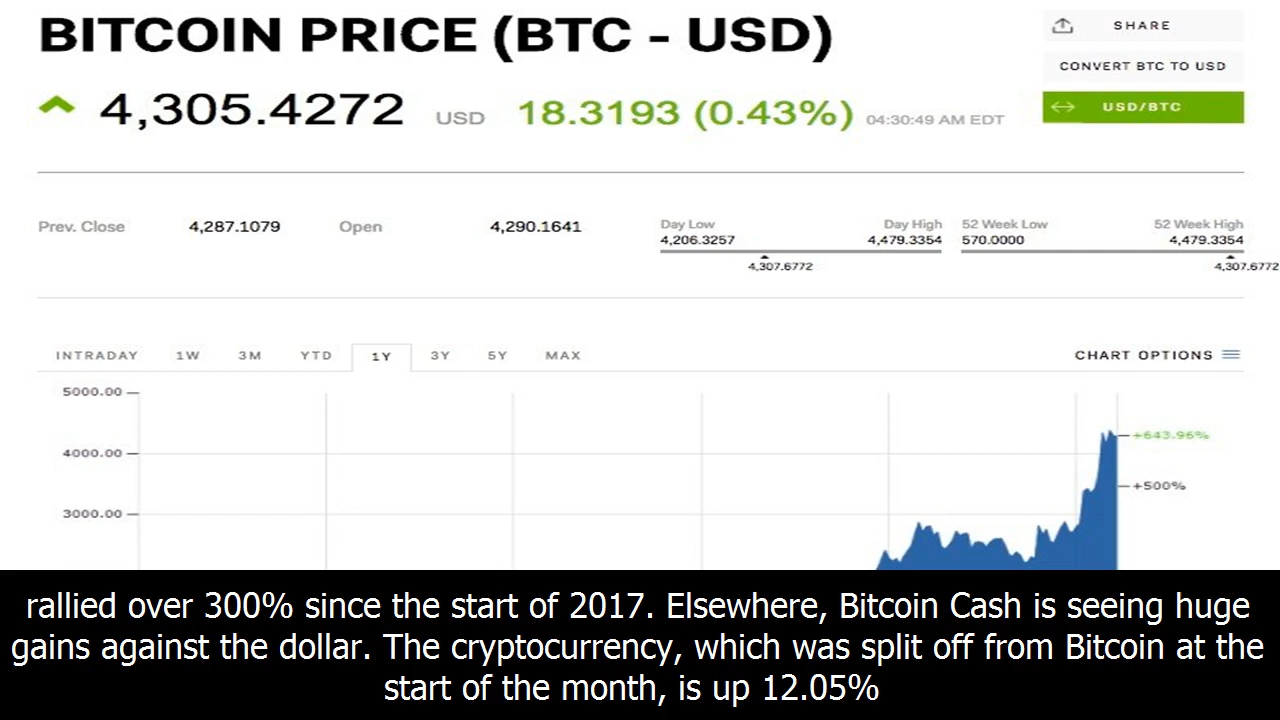 BITCOIN PRICE (BTC - USD)
SHARE
CONVERT BTC TO USD
4,305.4272 USD 18.3193 (0.43%) 04:30:49 AM EDT
USD/BTC
Prev. Close 4,287.1079 Open 4,290.1641
Day Low Day High 52 Week Low 52 Week High
4,206.3257 4,479.3354 570.0000 4,479.3354
4,307.6772 4,307.6772
INTRADAY 1W 3M YTD 1Y 3Y 5Y MAX CHART OPTIONS
5000.00
+643.96%
4000.00
+500%
3000.00
rallied over 300% since the start of 2017. Elsewhere, Bitcoin Cash is seeing huge
gains against the dollar. The cryptocurrency, which was split off from Bitcoin at the
start of the month, is up 12.05%